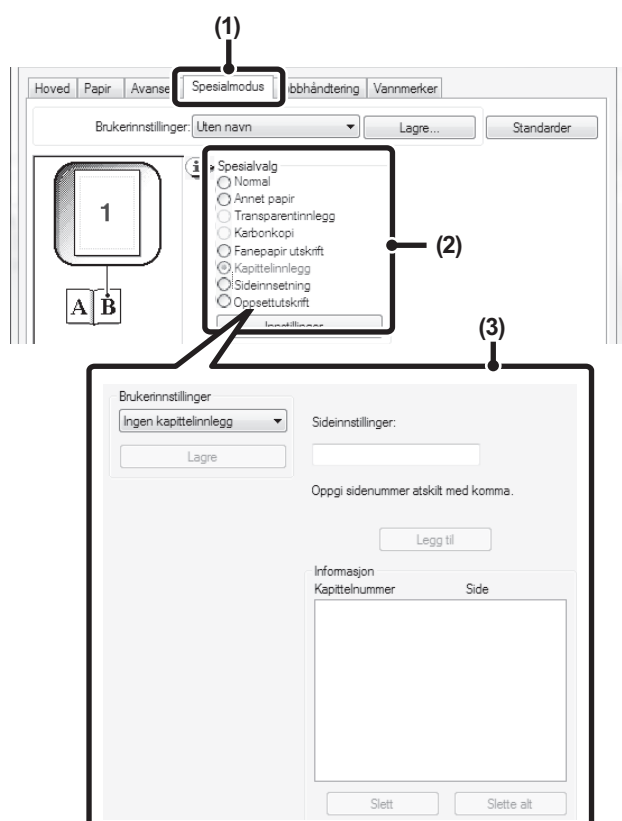 (1)
Hoved Papir Avanse Spesialmodus obbhåndtering Vannmerker
Brukerinnstillinger: Uten navn Lagre... Standarder
Spesialvalg
Normal
Annet papir
Transparentinnlegg
Karbonkopi
Fanepapir utskrift
Kapittelinnlegg
Sideinnsetning
Oppsettutskrift
(2)
1
A B
(3)
Brukerinnstillinger
Ingen kapittelinnlegg
Lagre
Sideinnstillinger:
Oppgi sidenummer atskilt med komma.
Legg til
Informasjon
Kapittelnummer Side
Slett Slette alt